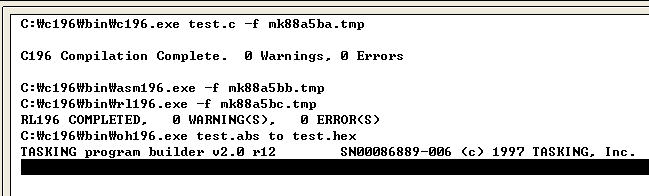 C:₩c196₩bin₩c196.exe test.c -f mk88a5ba.tmp
C196 Compilation Complete.  0 Warnings, 0 Errors
C:₩c196₩bin₩asm196.exe -f mk88a5bb.tmp
C:₩c196₩bin₩rl196.exe -f mk88a5bc.tmp
RL196 COMPLETED,   0 WARNING(S),   0 ERROR(S)
C:₩c196₩bin₩oh196.exe test.abs to test.hex
TASKING program builder v2.0 r12         SN00086889-006 (c) 1997 TASKING, Inc.